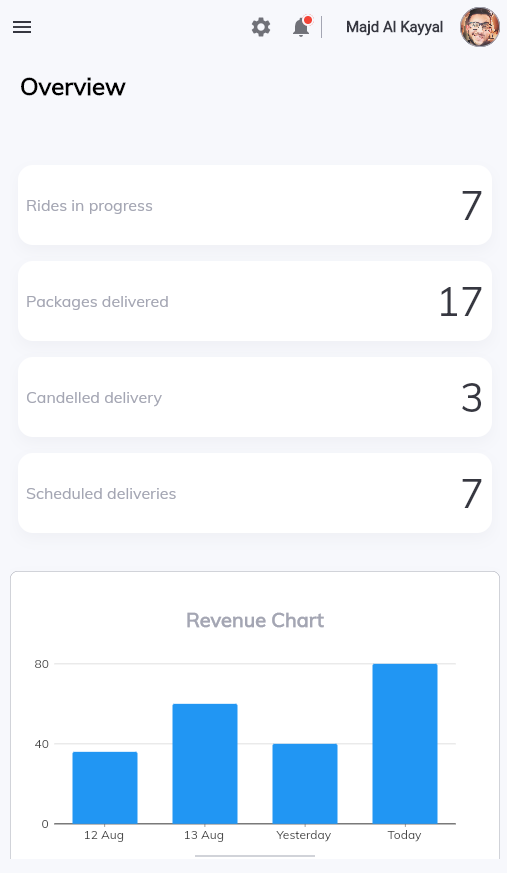 Majd Al Kayyal
Overview
Rides in progress 7
Packages delivered 17
Candelled delivery 3
Scheduled deliveries 7
Revenue Chart
80
40
0
12 Aug 13 Aug Yesterday Today